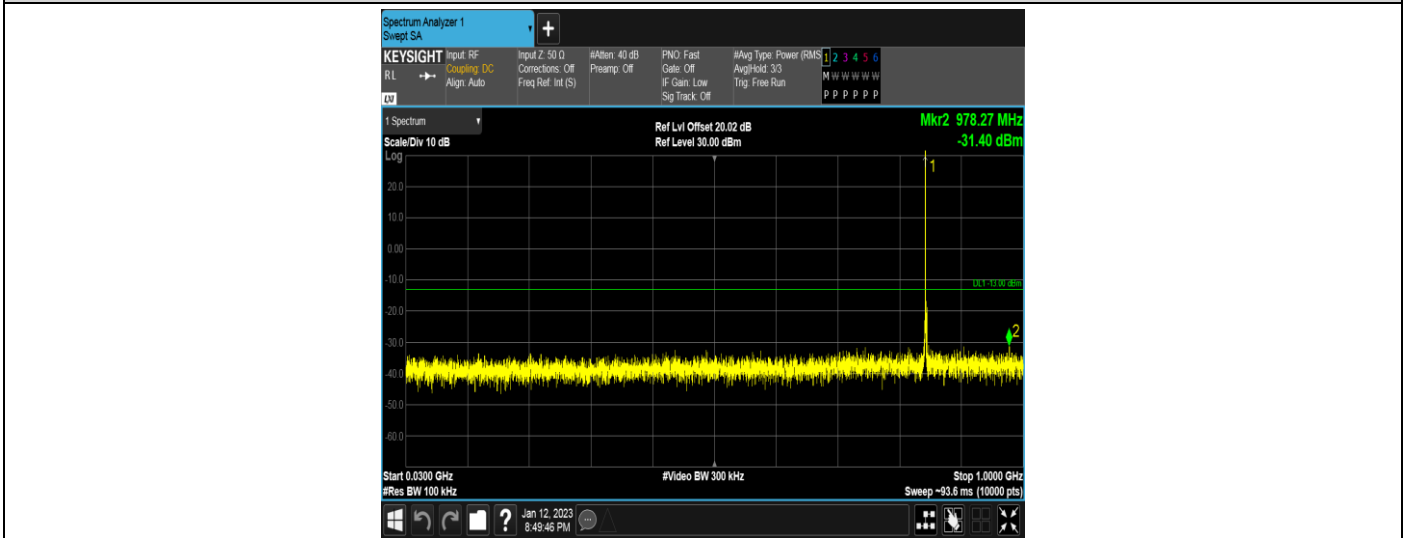 Spectrum Analyzer 1
Swept SA
+
KEYSIGHT Input: RF Input Z: 50 Ω #Atten: 40 dB PNO: Fast #Avg Type: Power (RMS 1 2 3 4 5 6
RL Coupling: DC Corrections: Off Preamp: Off Gate: Off Avg|Hold: 3/3 M W W W W W
Align: Auto Freq Ref: Int (S) IF Gain: Low Trig: Free Run
Sig Track: Off P P P P P P
LXI
1 Spectrum Ref Lvl Offset 20.02 dB Mkr2 978.27 MHz
Scale/Div 10 dB Ref Level 30.00 dBm -31.40 dBm
Log
1
20.0
10.0
0.00
-10.0
DL1 -13.00 dBm
-20.0
2
-30.0
-40.0
-50.0
-60.0
Start 0.0300 GHz #Video BW 300 kHz Stop 1.0000 GHz
#Res BW 100 kHz Sweep ~93.6 ms (10000 pts)
? Jan 12, 2023
8:49:46 PM